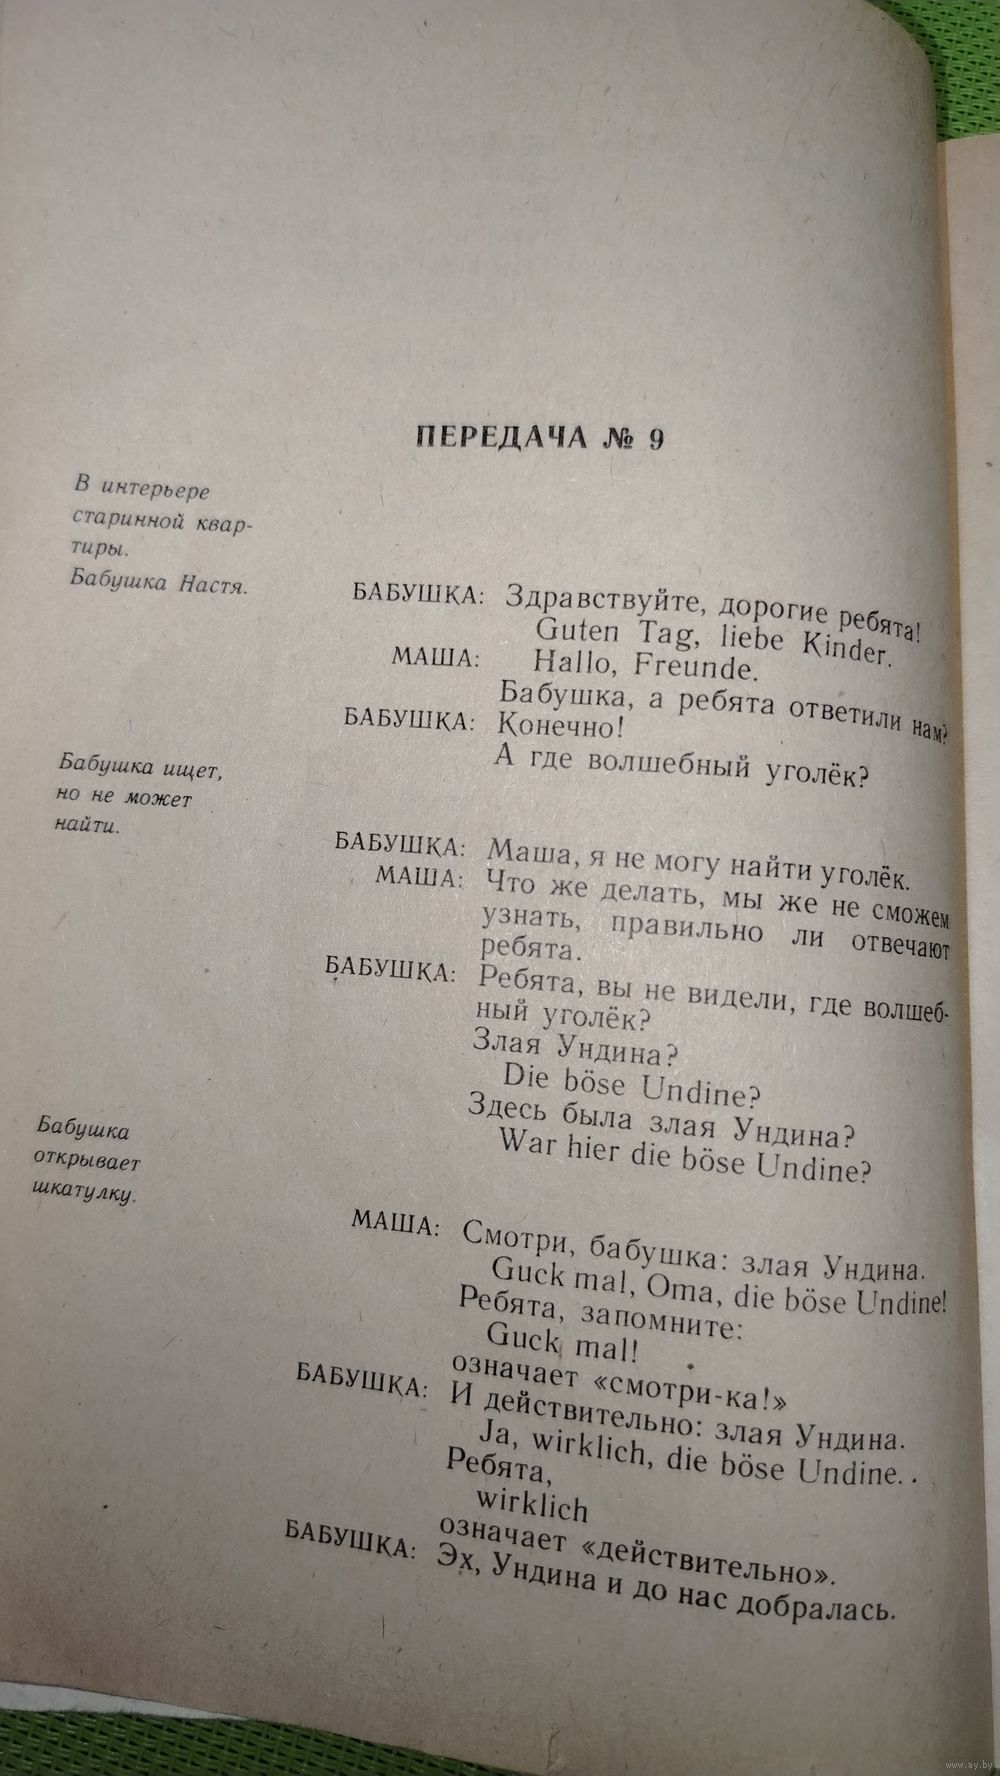 ПЕРЕДАЧА № 9
В интерьере
старинной квар-
тиры.
Бабушка Настя.
БАБУШКА: Здравствуйте, дорогие ребята!
Guten Tag, liebe Kinder.
МАША: Hallo, Freunde.
Бабушка, а ребята ответили нам?
БАБУШКА: Конечно!
А где волшебный уголёк?
Бабушка ищет,
но не может
найти.
БАБУШКА: Маша, я не могу найти уголёк.
МАША: Что же делать, мы же не сможем
узнать, правильно ли отвечают
ребята.
БАБУШКА: Ребята, вы не видели, где волшеб-
ный уголёк?
Злая Ундина?
Die böse Undine?
Здесь была злая Ундина?
War hier die böse Undine?
Бабушка
открывает
шкатулку.
МАША: Смотри, бабушка: злая Ундина.
Guck mal, Oma, die böse Undine!
Ребята, запомните:
Guck mal!
означает «смотри-ка!»
БАБУШКА: И действительно: злая Ундина.
Ja, wirklich, die böse Undine.
Ребята,
wirklich
означает «действительно».
БАБУШКА: Эх, Ундина и до нас добралась.
www.ay.by